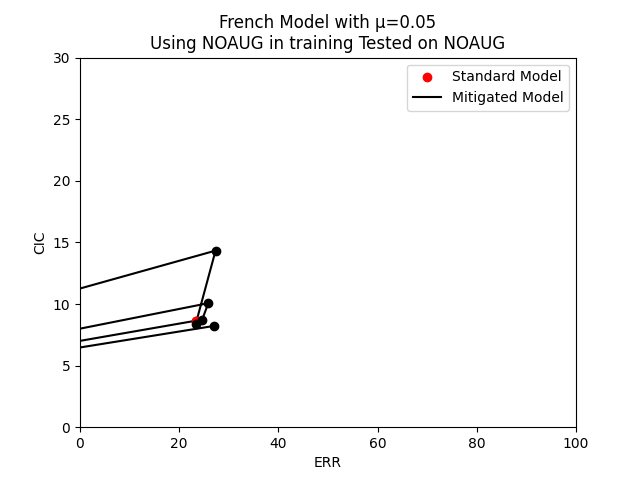 French Model with μ=0.05
Using NOAUG in training Tested on NOAUG
Standard Model
Mitigated Model
30
25
20
15
10
5
0
CIC
0 20 40 60 80 100
ERR